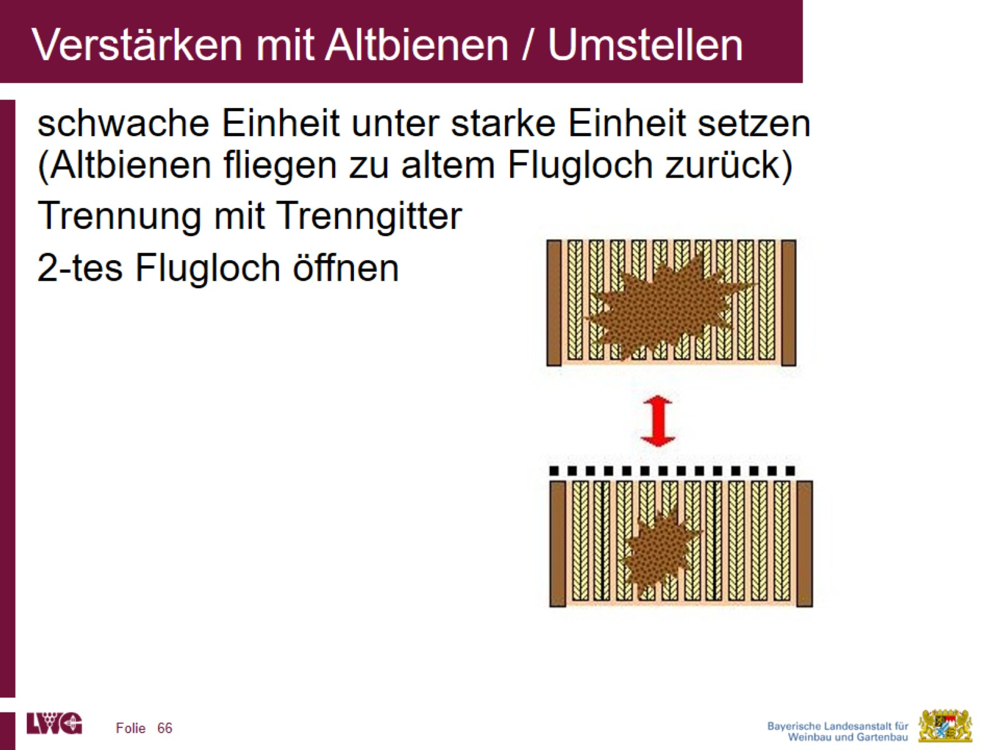 Verstärken mit Altbienen / Umstellen
schwache Einheit unter starke Einheit setzen
(Altbienen fliegen zu altem Flugloch zurück)
Trennung mit Trenngitter
2-tes Flugloch öffnen
LWG
Folie 66
Bayerische Landesanstalt für
Weinbau und Gartenbau